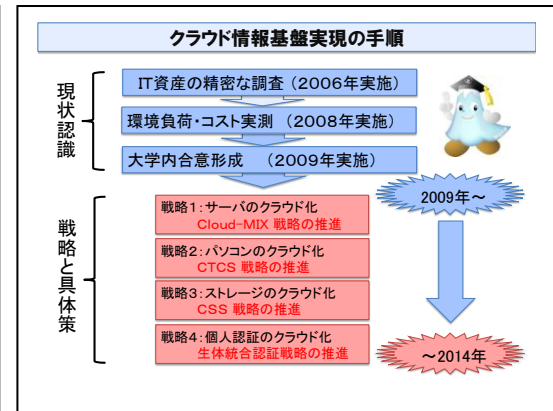 クラウド情報基盤実現の手順
現状認識
IT資産の精密な調査（2006年実施）
環境負荷・コスト実測　（2008年実施）
大学内合意形成　（2009年実施）
2009年～
戦略と具体策
戦略1：サーバのクラウド化
Cloud-MIX 戦略の推進
戦略2：パソコンのクラウド化
CTCS 戦略の推進
戦略3：ストレージのクラウド化
CSS 戦略の推進
戦略4：個人認証のクラウド化
生体統合認証戦略の推進
～2014年